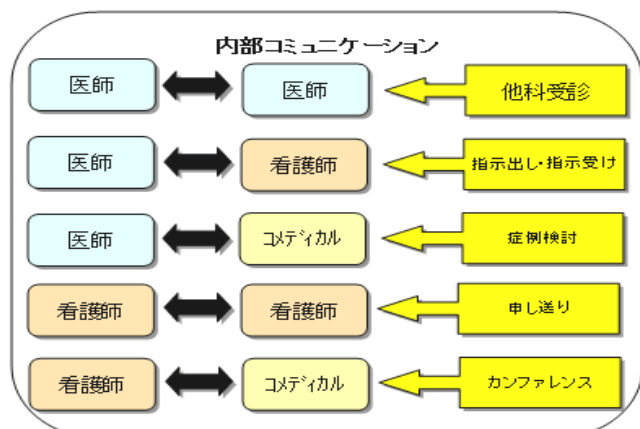 内部コミュニケーション
医師 医師 他科受診
医師 看護師 指示出し・指示受け
医師 コメディカル 症例検討
看護師 看護師 申し送り
看護師 コメディカル カンファレンス